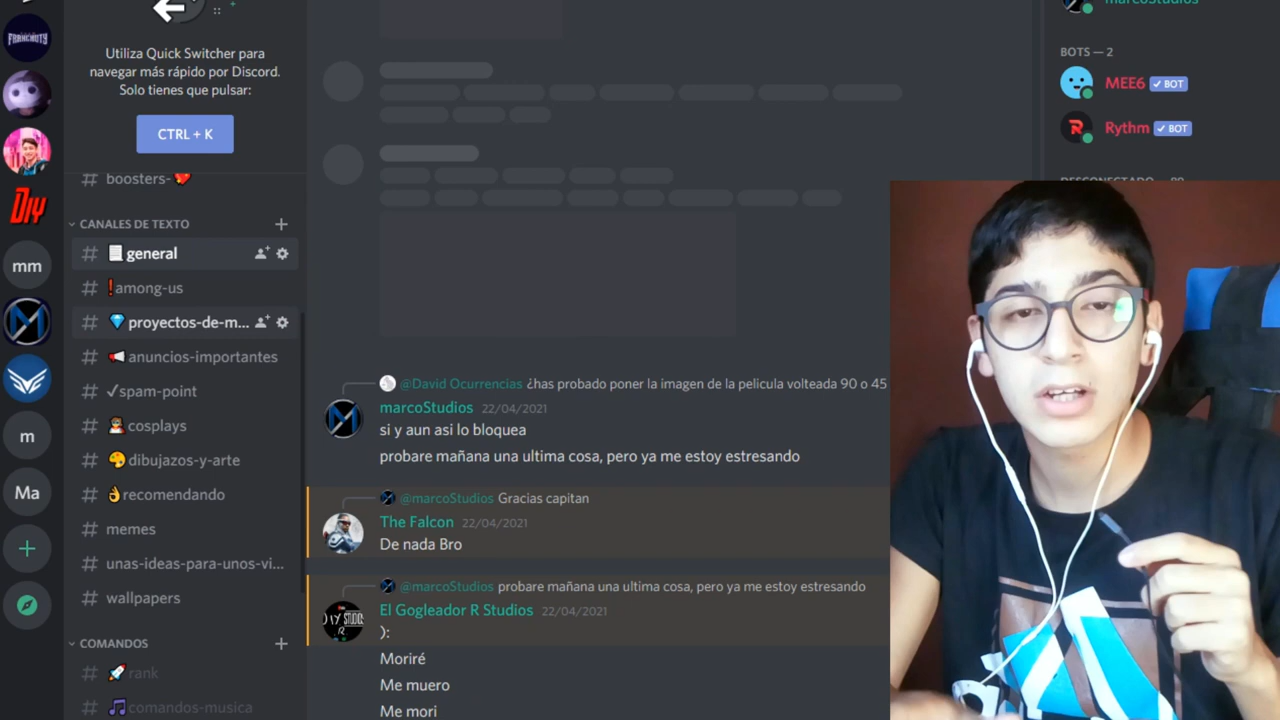 FRANCHUTY
Utiliza Quick Switcher para
navegar más rápido por Discord.
Solo tienes que pulsar:
CTRL + K
boosters-
CANALES DE TEXTO
general
among-us
proyectos-de-m...
anuncios-importantes
spam-point
cosplays
dibujazos-y-arte
recomendando
memes
unas-ideas-para-unos-vi...
wallpapers
COMANDOS
rank
comandos-musica
DIY
mm
m
Ma
@David Ocurrencias ¿has probado poner la imagen de la pelicula volteada 90 o 45
marcoStudios 22/04/2021
si y aun asi lo bloquea
probare mañana una ultima cosa, pero ya me estoy estresando
@marcoStudios Gracias capitan
The Falcon 22/04/2021
De nada Bro
@marcoStudios probare mañana una ultima cosa, pero ya me estoy estresando
El Gogleador R Studios 22/04/2021
):
Moriré
Me muero
Me mori
marcoStudios
BOTS — 2
MEE6 BOT
Rythm BOT